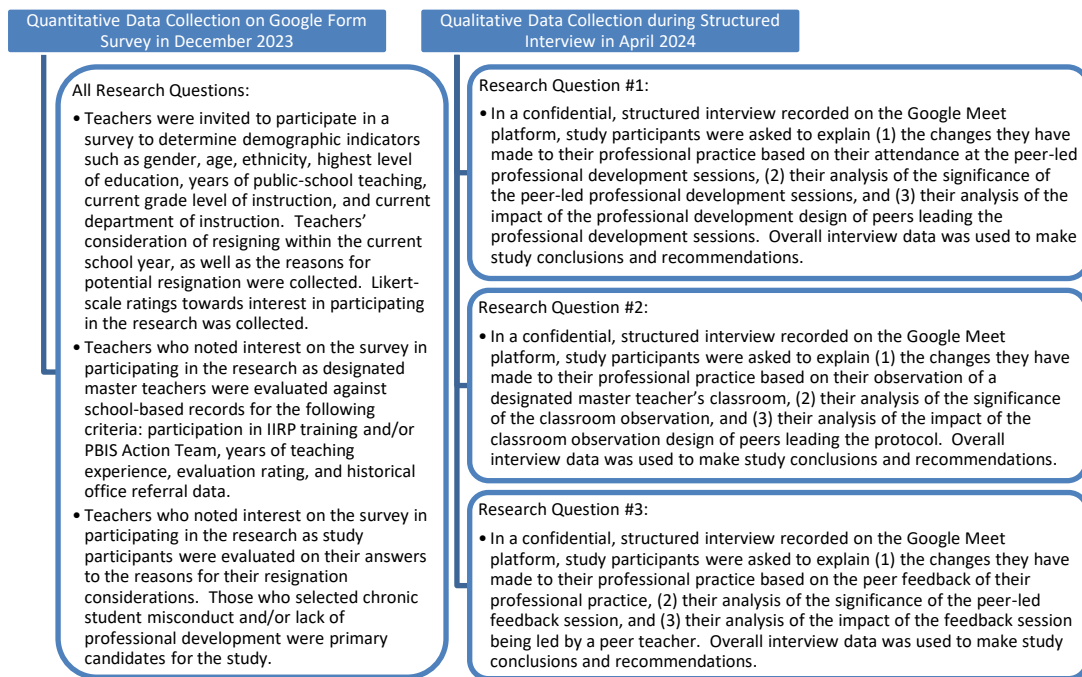 Quantitative Data Collection on Google Form
Survey in December 2023
All Research Questions:
• Teachers were invited to participate in a
survey to determine demographic indicators
such as gender, age, ethnicity, highest level
of education, years of public-school teaching,
current grade level of instruction, and current
department of instruction. Teachers’
consideration of resigning within the current
school year, as well as the reasons for
potential resignation were collected. Likert-
scale ratings towards interest in participating
in the research was collected.
• Teachers who noted interest on the survey in
participating in the research as designated
master teachers were evaluated against
school-based records for the following
criteria: participation in IIRP training and/or
PBIS Action Team, years of teaching
experience, evaluation rating, and historical
office referral data.
• Teachers who noted interest on the survey in
participating in the research as study
participants were evaluated on their answers
to the reasons for their resignation
considerations. Those who selected chronic
student misconduct and/or lack of
professional development were primary
candidates for the study.
Qualitative Data Collection during Structured
Interview in April 2024
Research Question #1:
• In a confidential, structured interview recorded on the Google Meet
platform, study participants were asked to explain (1) the changes they have
made to their professional practice based on their attendance at the peer-led
professional development sessions, (2) their analysis of the significance of
the peer-led professional development sessions, and (3) their analysis of the
impact of the professional development design of peers leading the
professional development sessions. Overall interview data was used to make
study conclusions and recommendations.
Research Question #2:
• In a confidential, structured interview recorded on the Google Meet
platform, study participants were asked to explain (1) the changes they have
made to their professional practice based on their observation of a
designated master teacher’s classroom, (2) their analysis of the significance
of the classroom observation, and (3) their analysis of the impact of the
classroom observation design of peers leading the protocol. Overall
interview data was used to make study conclusions and recommendations.
Research Question #3:
• In a confidential, structured interview recorded on the Google Meet
platform, study participants were asked to explain (1) the changes they have
made to their professional practice based on the peer feedback of their
professional practice, (2) their analysis of the significance of the peer-led
feedback session, and (3) their analysis of the impact of the feedback session
being led by a peer teacher. Overall interview data was used to make study
conclusions and recommendations.